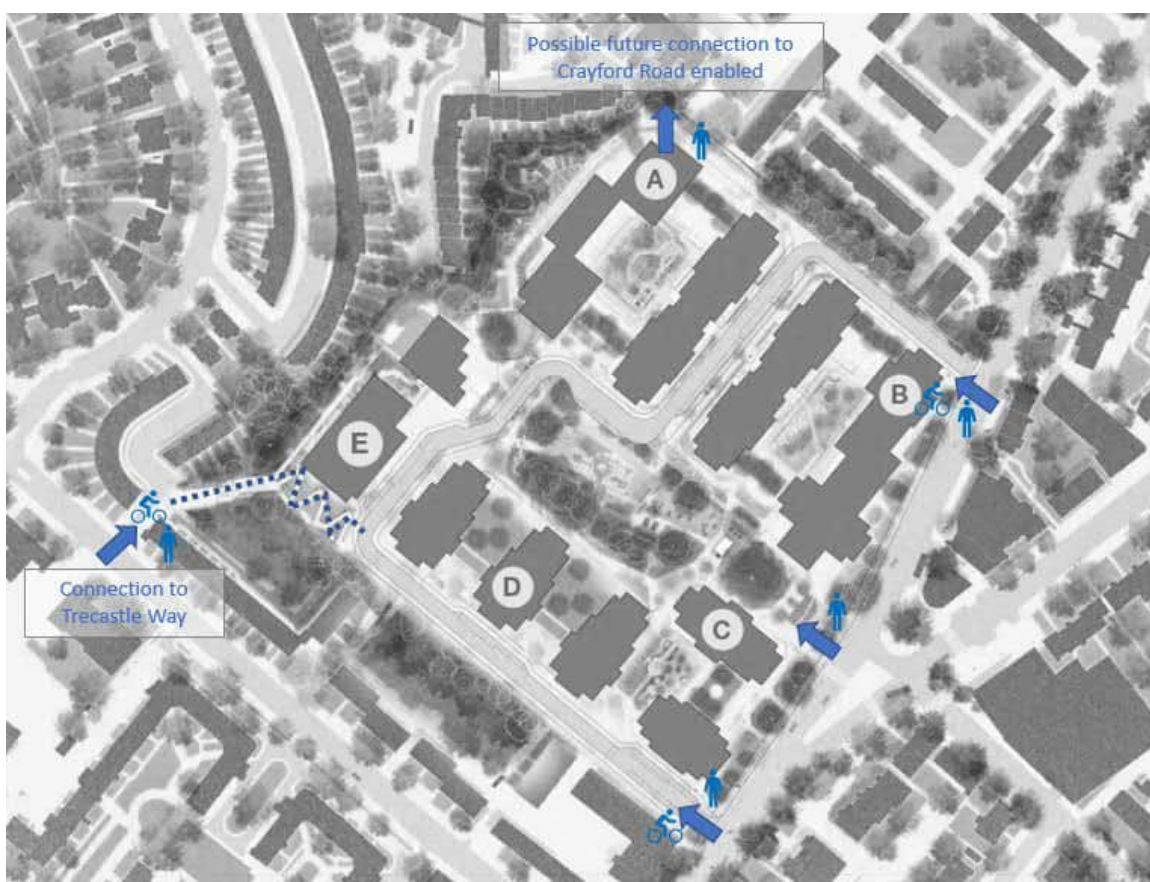 Possible future connection to
Crayford Road enabled
A
B
E
D
C
Connection to
Trecastle Way